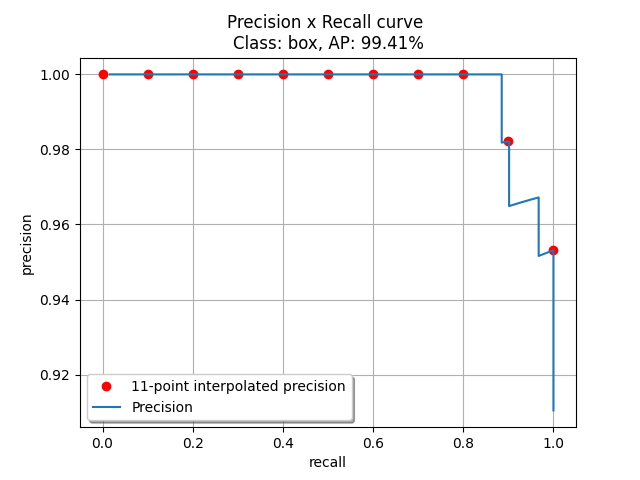 Precision x Recall curve
Class: box, AP: 99.41%
1.00
0.98
0.96
0.94
0.92
precision
11-point interpolated precision
Precision
0.0 0.2 0.4 0.6 0.8 1.0
recall